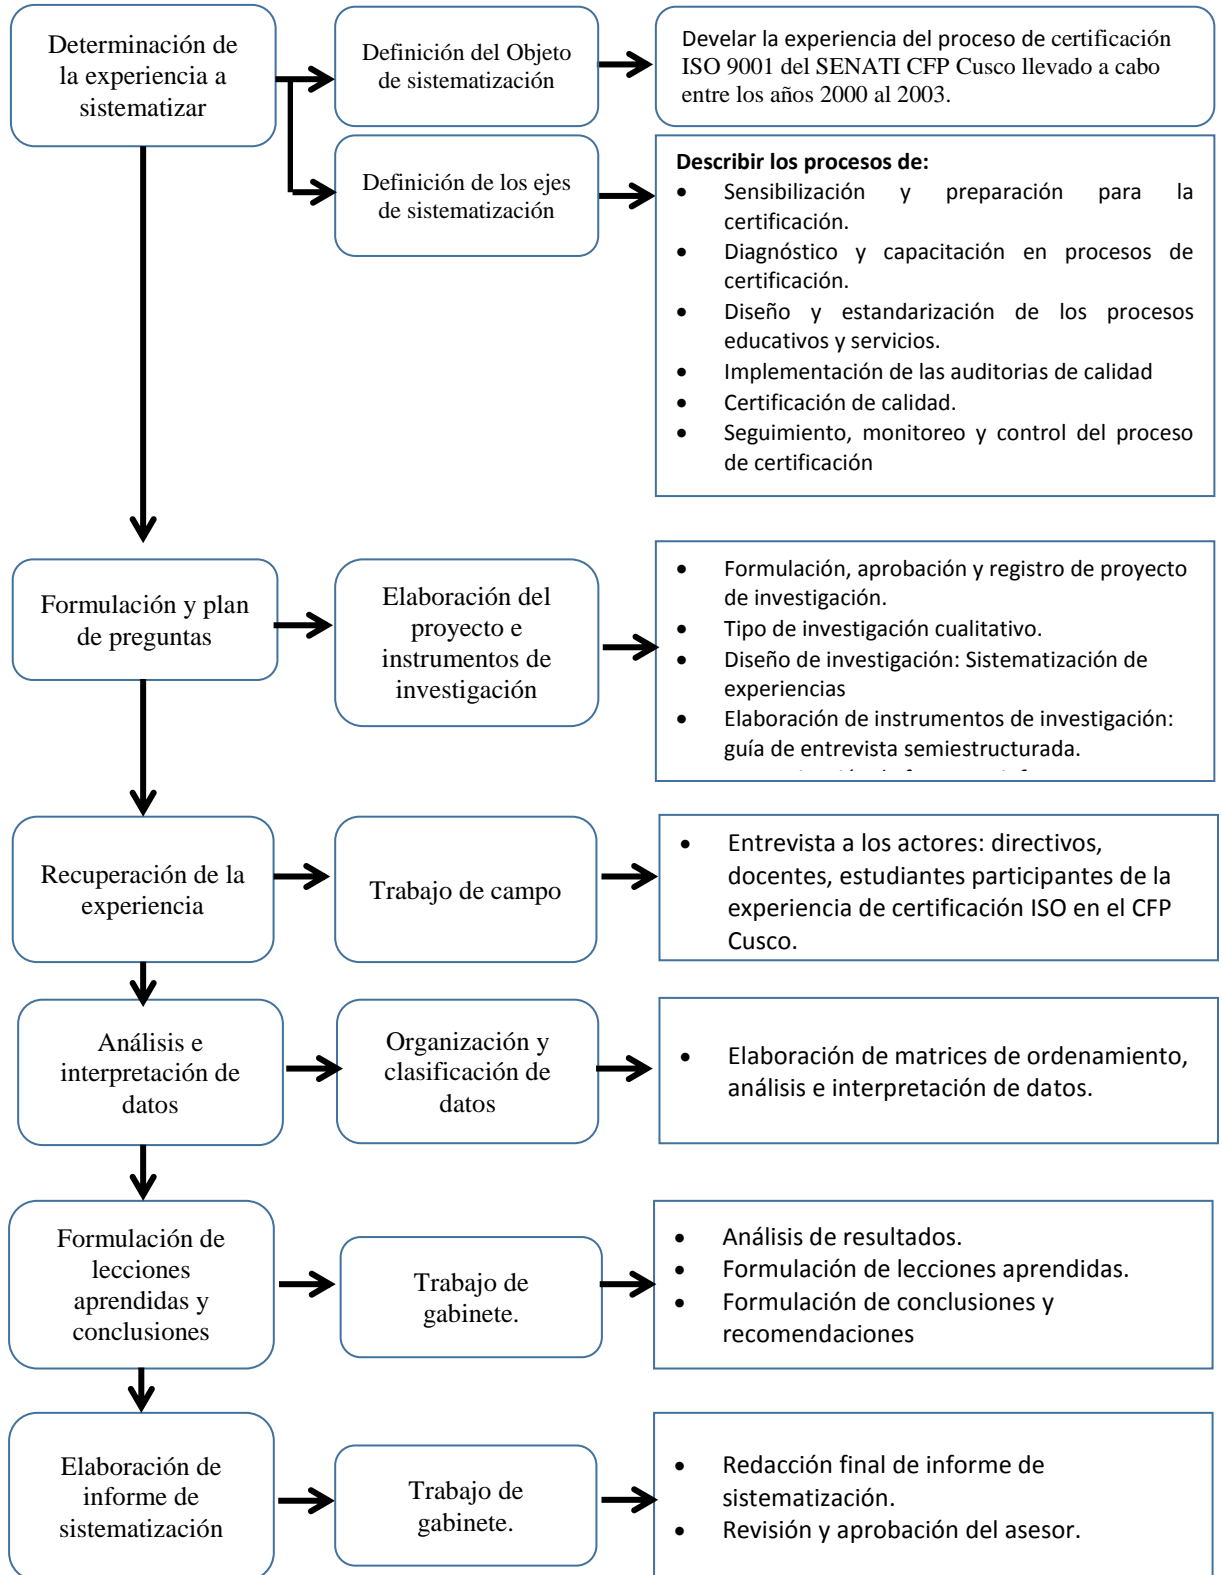 Determinación de
la experiencia a
sistematizar
Definición del Objeto
de sistematización
Develar la experiencia del proceso de certificación
ISO 9001 del SENATI CFP Cusco llevado a cabo
entre los años 2000 al 2003.
Definición de los ejes
de sistematización
Describir los procesos de:
• Sensibilización y preparación para la
certificación.
• Diagnóstico y capacitación en procesos de
certificación.
• Diseño y estandarización de los procesos
educativos y servicios.
• Implementación de las auditorias de calidad
• Certificación de calidad.
• Seguimiento, monitoreo y control del proceso
de certificación
Formulación y plan
de preguntas
Elaboración del
proyecto e
instrumentos de
investigación
• Formulación, aprobación y registro de proyecto
de investigación.
• Tipo de investigación cualitativo.
• Diseño de investigación: Sistematización de
experiencias
• Elaboración de instrumentos de investigación:
guía de entrevista semiestructurada.
Recuperación de la
experiencia
Trabajo de campo
• Entrevista a los actores: directivos,
docentes, estudiantes participantes de la
experiencia de certificación ISO en el CFP
Cusco.
Análisis e
interpretación de
datos
Organización y
clasificación de
datos
• Elaboración de matrices de ordenamiento,
análisis e interpretación de datos.
Formulación de
lecciones
aprendidas y
conclusiones
Trabajo de
gabinete.
• Análisis de resultados.
• Formulación de lecciones aprendidas.
• Formulación de conclusiones y
recomendaciones
Elaboración de
informe de
sistematización
Trabajo de
gabinete.
• Redacción final de informe de
sistematización.
• Revisión y aprobación del asesor.